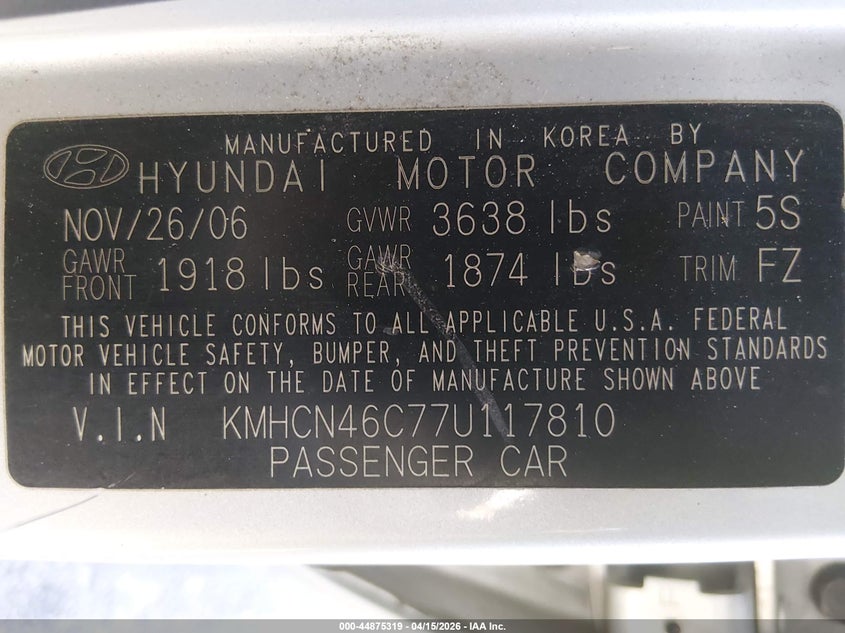 MANUFACTURED IN KOREA BY
HYUNDAI MOTOR COMPANY
NOV/26/06 GVWR 3638 lbs PAINT 5S
GAWR FRONT 1918 lbs GAWR REAR 1874 lbs TRIM FZ
THIS VEHICLE CONFORMS TO ALL APPLICABLE U.S.A. FEDERAL
MOTOR VEHICLE SAFETY, BUMPER, AND THEFT PREVENTION STANDARDS
IN EFFECT ON THE DATE OF MANUFACTURE SHOWN ABOVE
V.I.N KMHCN46C77U117810
PASSENGER CAR
000-44875319 - 04/15/2026 - IAA Inc.